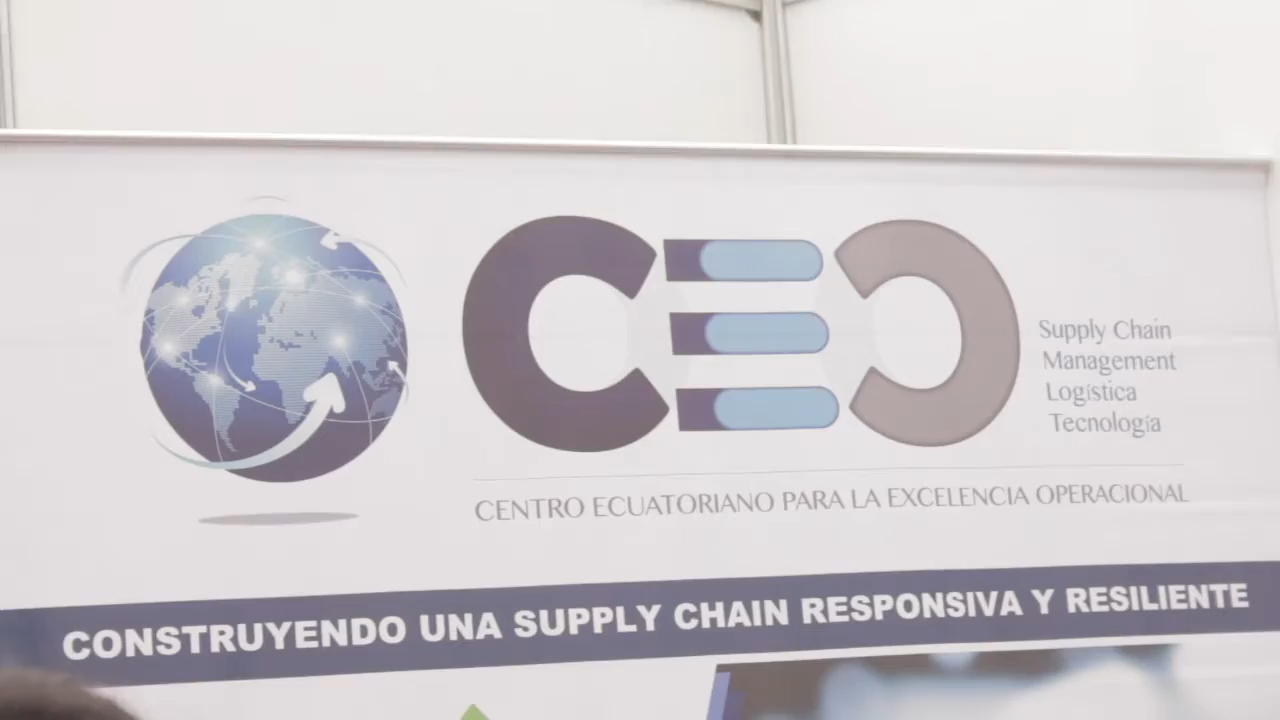 CEO
Supply Chain
Management
Logística
Tecnología
CENTRO ECUATORIANO PARA LA EXCELENCIA OPERACIONAL
CONSTRUYENDO UNA SUPPLY CHAIN RESPONSIVA Y RESILIENTE